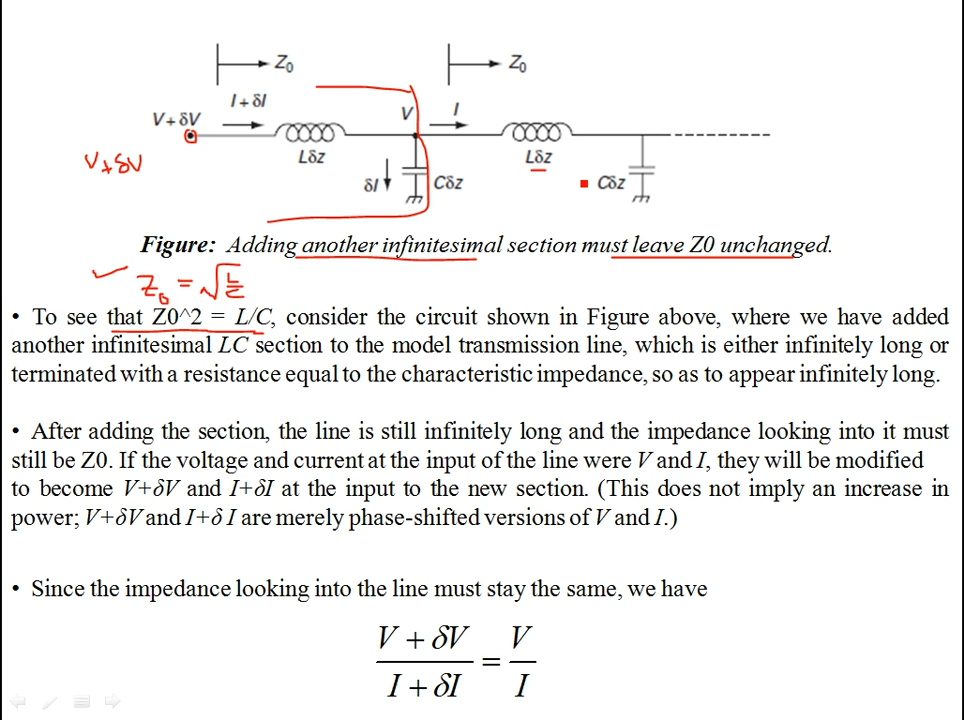 Z₀ Z₀
I + δI V I
V + δV
LδZ LδZ
V+δV
δI CδZ CδZ
Figure: Adding another infinitesimal section must leave Z0 unchanged.
Z₀ = √L/C
• To see that Z0^2 = L/C, consider the circuit shown in Figure above, where we have added
another infinitesimal LC section to the model transmission line, which is either infinitely long or
terminated with a resistance equal to the characteristic impedance, so as to appear infinitely long.
• After adding the section, the line is still infinitely long and the impedance looking into it must
still be Z0. If the voltage and current at the input of the line were V and I, they will be modified
to become V+δV and I+δI at the input to the new section. (This does not imply an increase in
power; V+δV and I+δ I are merely phase-shifted versions of V and I.)
• Since the impedance looking into the line must stay the same, we have
V + δV V
=
I + δI I